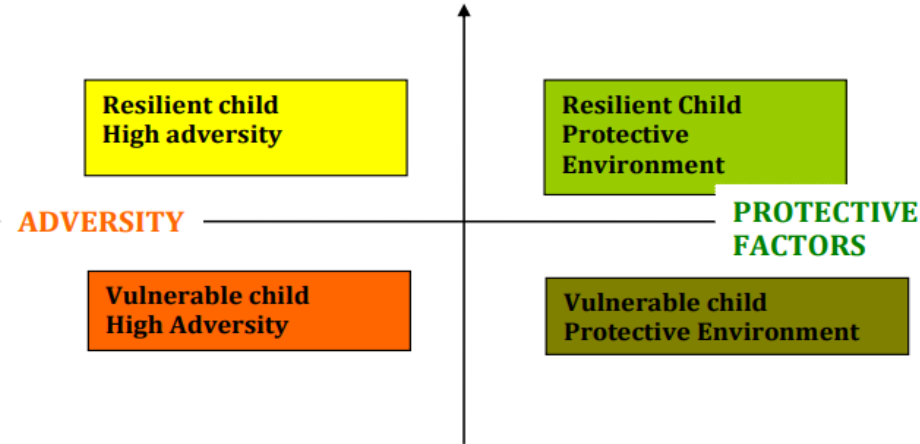 Resilient child
High adversity
Resilient Child
Protective
Environment
ADVERSITY
PROTECTIVE
FACTORS
Vulnerable child
High Adversity
Vulnerable child
Protective Environment